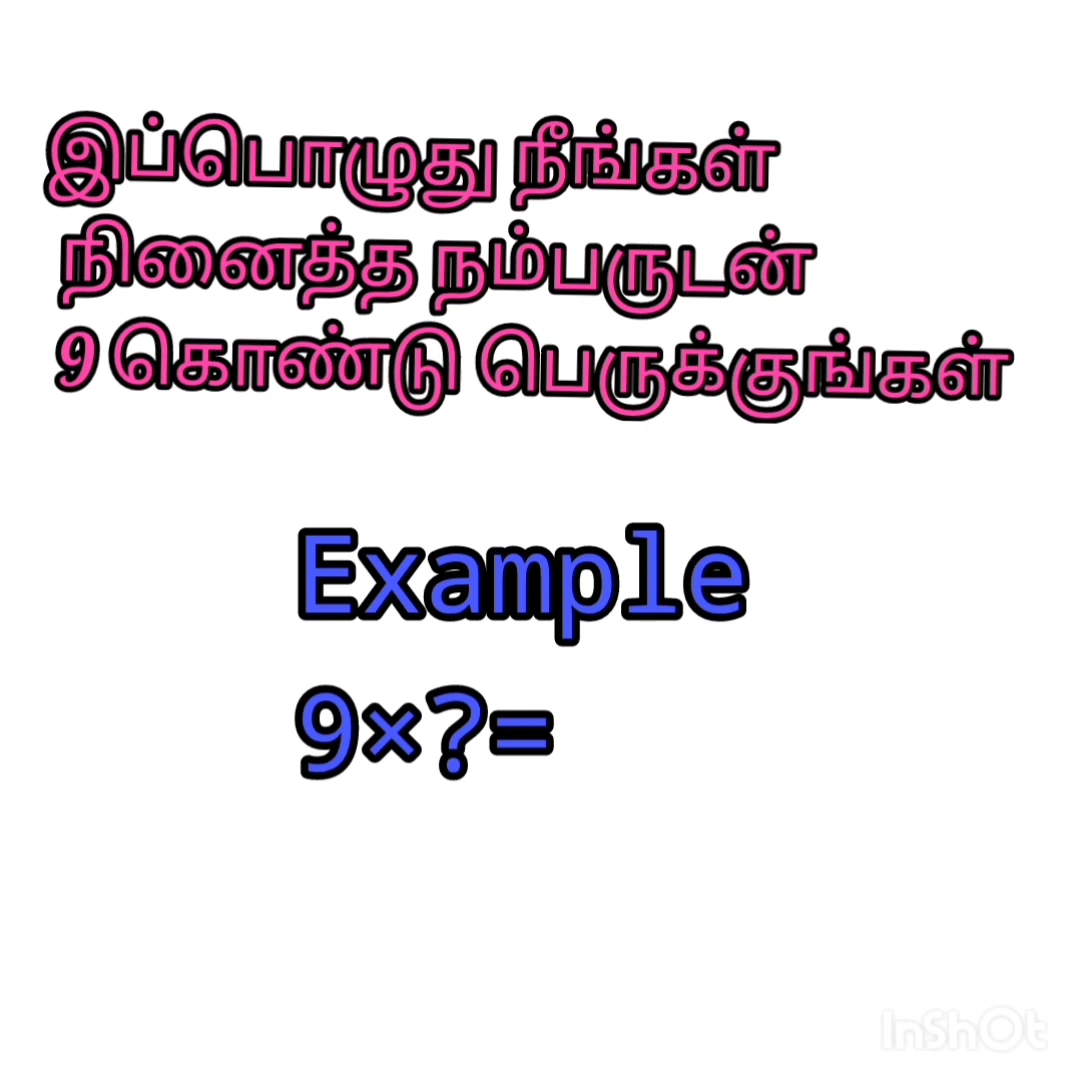 இப்பொழுது நீங்கள்
நினைத்த நம்பருடன்
9 கொண்டு பெருக்குங்கள்
Example
9×?=
InShOt